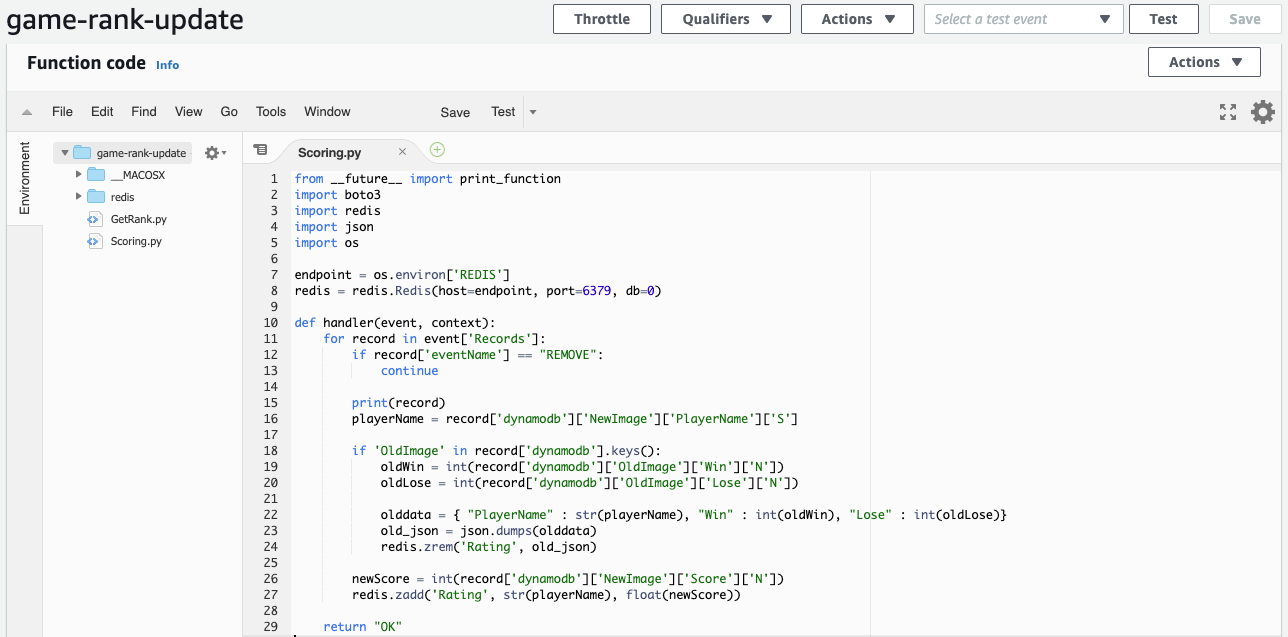 game-rank-update
Throttle Qualifiers Actions Select a test event Test Save
Function code Info
Actions
File Edit Find View Go Tools Window Save Test
Environment
game-rank-update
__MACOSX
redis
GetRank.py
Scoring.py
Scoring.py
1 from __future__ import print_function
2 import boto3
3 import redis
4 import json
5 import os
6
7 endpoint = os.environ['REDIS']
8 redis = redis.Redis(host=endpoint, port=6379, db=0)
9
10 def handler(event, context):
11     for record in event['Records']:
12         if record['eventName'] == "REMOVE":
13             continue
14
15         print(record)
16         playerName = record['dynamodb']['NewImage']['PlayerName']['S']
17
18         if 'OldImage' in record['dynamodb'].keys():
19             oldWin = int(record['dynamodb']['OldImage']['Win']['N'])
20             oldLose = int(record['dynamodb']['OldImage']['Lose']['N'])
21
22             olddata = { "PlayerName" : str(playerName), "Win" : int(oldWin), "Lose" : int(oldLose)}
23             old_json = json.dumps(olddata)
24             redis.zrem('Rating', old_json)
25
26         newScore = int(record['dynamodb']['NewImage']['Score']['N'])
27         redis.zadd('Rating', str(playerName), float(newScore))
28
29     return "OK"